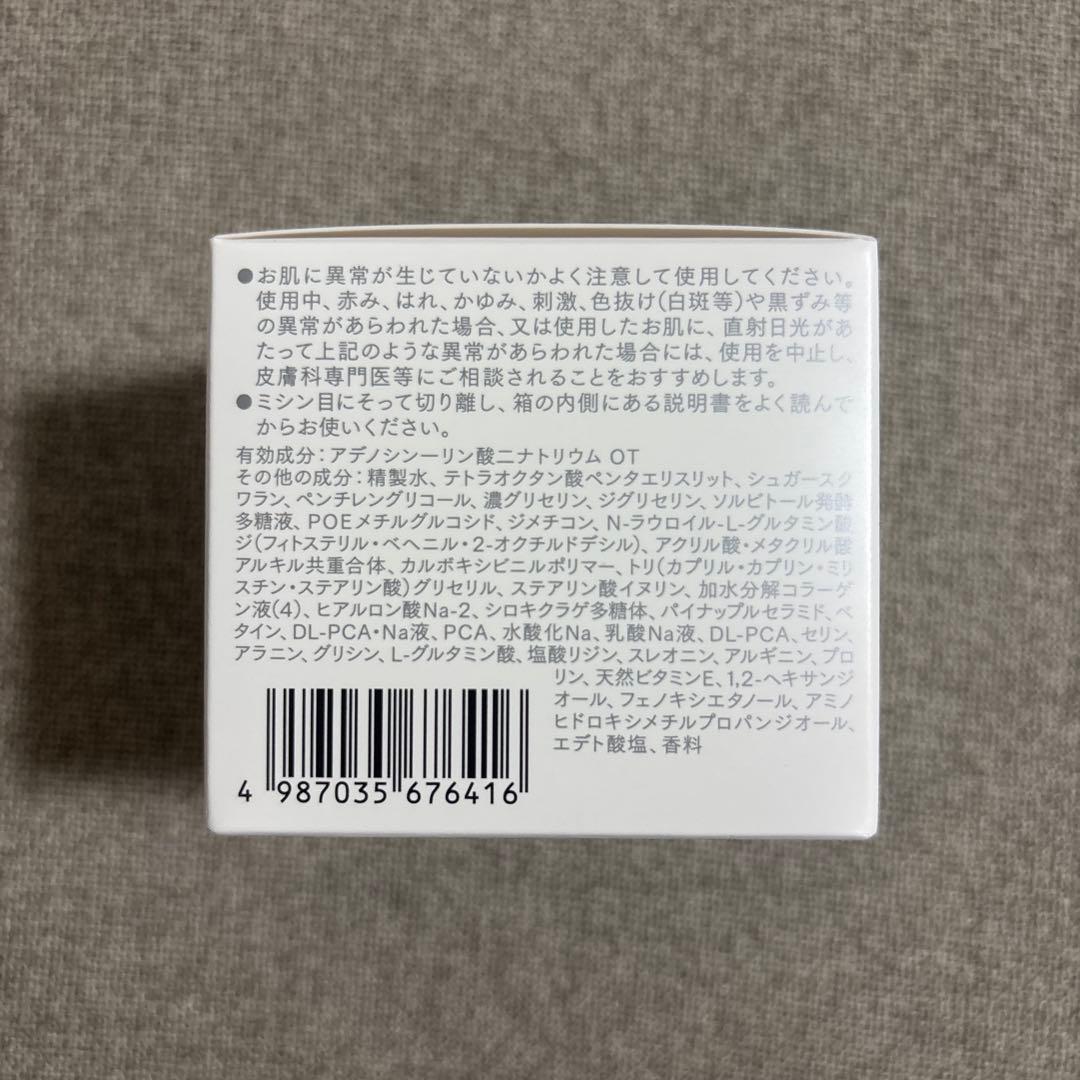 ●お肌に異常が生じていないかよく注意して使用してください。
使用中、赤み、はれ、かゆみ、刺激、色抜け(白斑等)や黒ずみ等
の異常があらわれた場合、又は使用したお肌に、直射日光があ
たって上記のような異常があらわれた場合には、使用を中止し、
皮膚科専門医等にご相談されることをおすすめします。
●ミシン目にそって切り離し、箱の内側にある説明書をよく読んで
からお使いください。
有効成分：アデノシン一リン酸二ナトリウム OT
その他の成分：精製水、テトラオクタン酸ペンタエリスリット、シュガースク
ワラン、ペンチレングリコール、濃グリセリン、ジグリセリン、ソルビトール発酵
多糖液、POEメチルグルコシド、ジメチコン、N-ラウロイル-L-グルタミン酸
ジ(フィトステリル・ベヘニル・2-オクチルドデシル)、アクリル酸・メタクリル酸
アルキル共重合体、カルボキシビニルポリマー、トリ(カプリル・カプリン・ミリ
スチン・ステアリン酸)グリセリル、ステアリン酸イヌリン、加水分解コラーゲ
ン液(4)、ヒアルロン酸Na-2、シロキクラゲ多糖体、パイナップルセラミド、ベ
タイン、DL-PCA・Na液、PCA、水酸化Na、乳酸Na液、DL-PCA、セリン、
アラニン、グリシン、L-グルタミン酸、塩酸リジン、スレオニン、アルギニン、プロ
リン、天然ビタミンE、1,2-ヘキサンジ
オール、フェノキシエタノール、アミノ
ヒドロキシメチルプロパンジオール、
エデト酸塩、香料
4 987035 676416